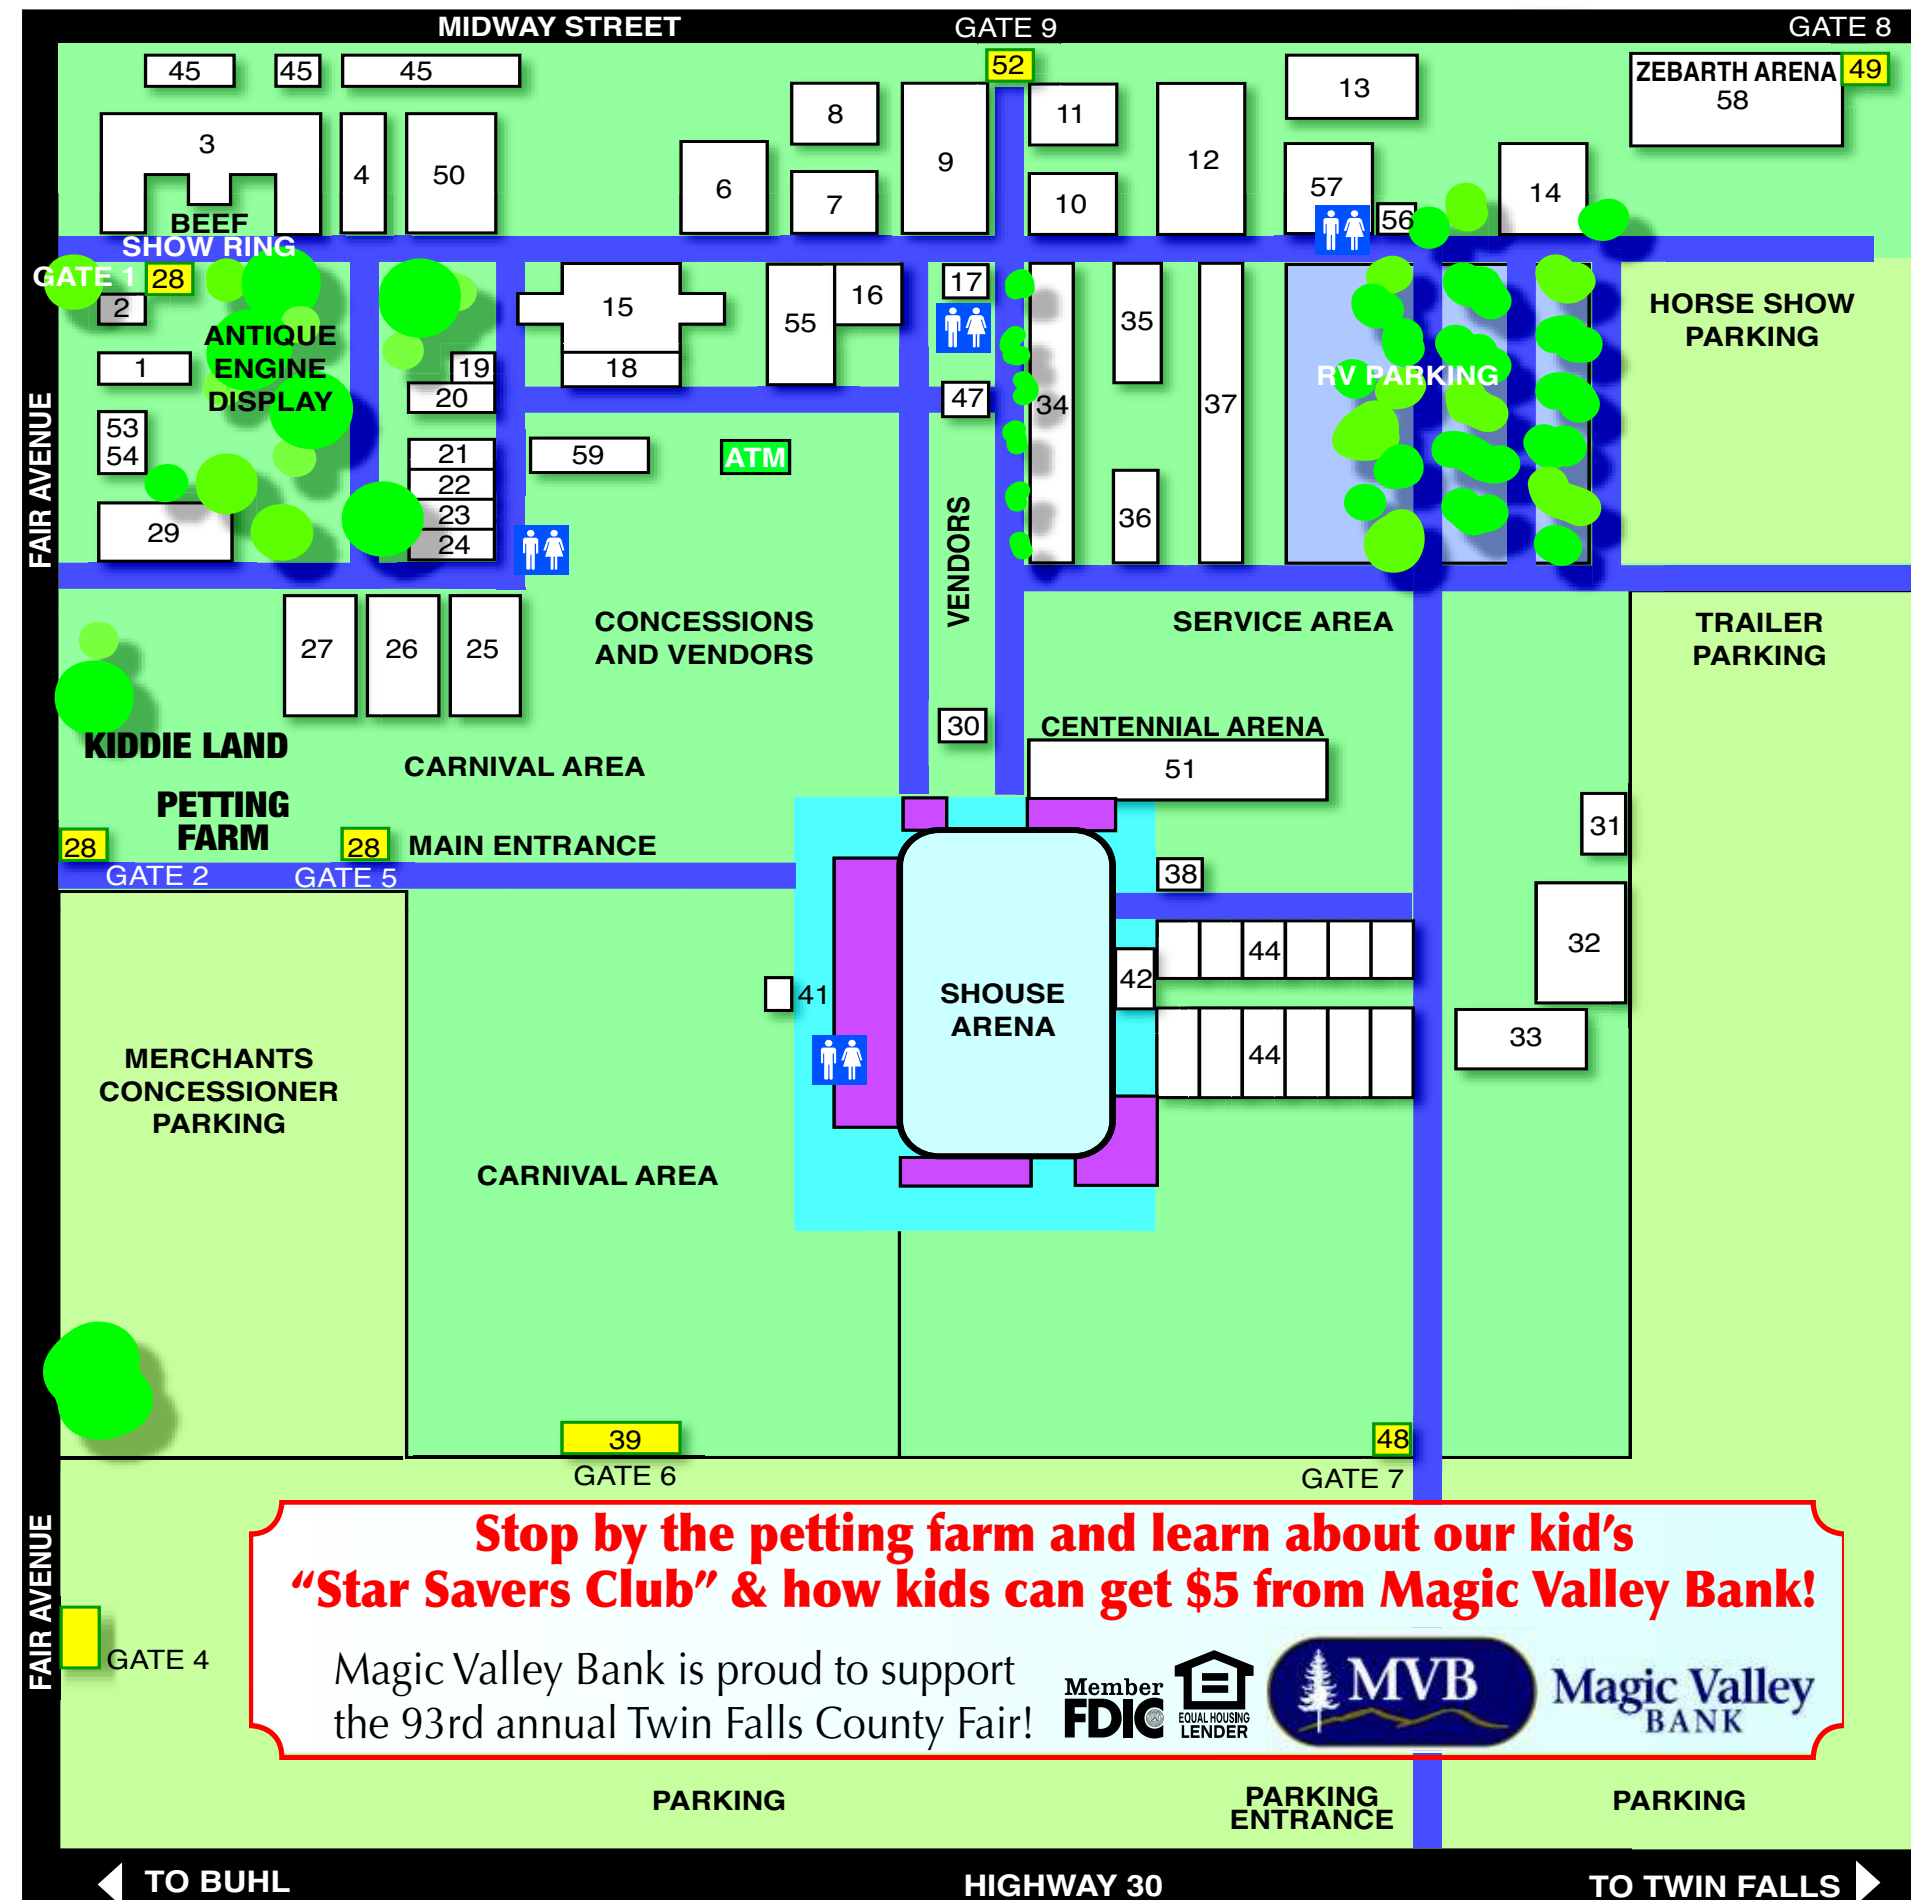 MIDWAY STREET
GATE 9
GATE 8
45
45
45
52
ZEBARTH ARENA
58
49
3
4
50
6
8
7
9
11
10
12
13
57
56
14
BEEF
SHOW RING
GATE 1
28
2
ANTIQUE
ENGINE
DISPLAY
1
53
54
29
19
20
21
22
23
24
15
18
55
16
17
47
59
ATM
VENDORS
34
35
36
37
RV PARKING
HORSE SHOW
PARKING
FAIR AVENUE
27
26
25
CONCESSIONS
AND VENDORS
SERVICE AREA
TRAILER
PARKING
KIDDIE LAND
CARNIVAL AREA
30
CENTENNIAL ARENA
51
PETTING
FARM
28
28
MAIN ENTRANCE
GATE 2
GATE 5
31
38
32
44
42
41
SHOUSE
ARENA
44
33
MERCHANTS
CONCESSIONER
PARKING
CARNIVAL AREA
39
GATE 6
48
GATE 7
FAIR AVENUE
GATE 4
Stop by the petting farm and learn about our kid’s
“Star Savers Club” & how kids can get $5 from Magic Valley Bank!
Magic Valley Bank is proud to support
the 93rd annual Twin Falls County Fair!
Member
FDIC
EQUAL HOUSING
LENDER
MVB
Magic Valley
BANK
PARKING
PARKING
ENTRANCE
PARKING
TO BUHL
HIGHWAY 30
TO TWIN FALLS